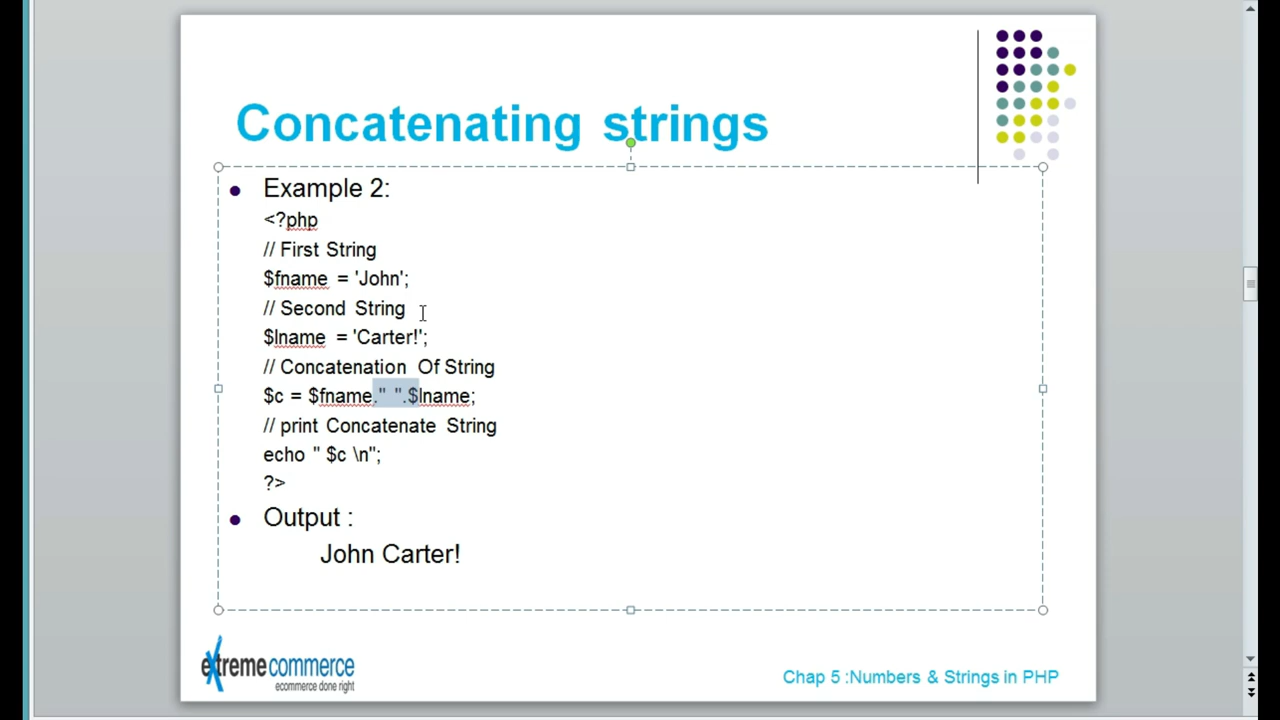 Concatenating strings
Example 2:
<?php
// First String
$fname = 'John';
// Second String
$lname = 'Carter!';
// Concatenation Of String
$c = $fname." ".$lname;
// print Concatenate String
echo " $c \n";
?>
Output :
John Carter!
extreme commerce
ecommerce done right
Chap 5 :Numbers & Strings in PHP